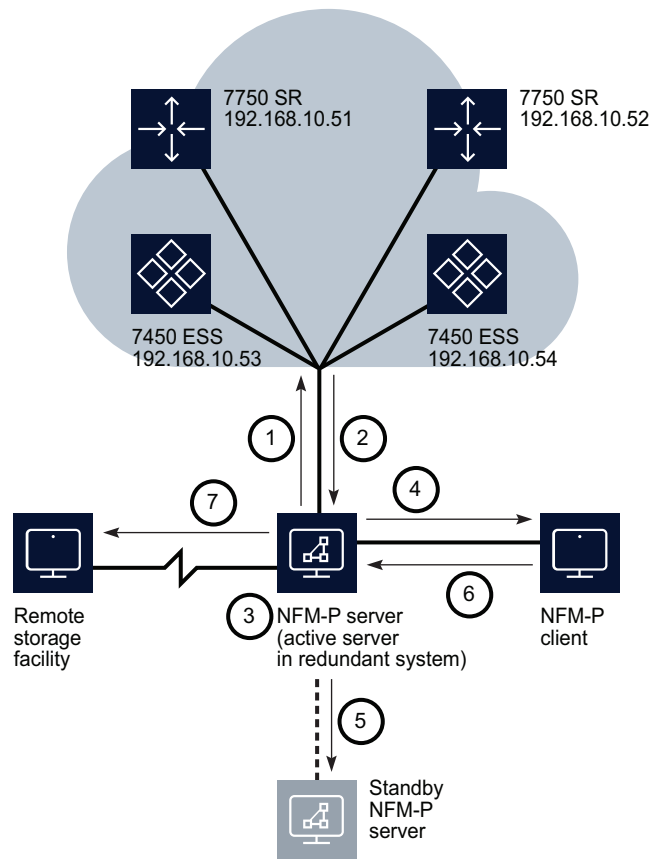 7750 SR
192.168.10.51
7750 SR
192.168.10.52
7450 ESS
192.168.10.53
7450 ESS
192.168.10.54
1
2
7
4
6
3
Remote
storage
facility
NFM-P server
(active server
in redundant system)
NFM-P
client
5
Standby
NFM-P
server